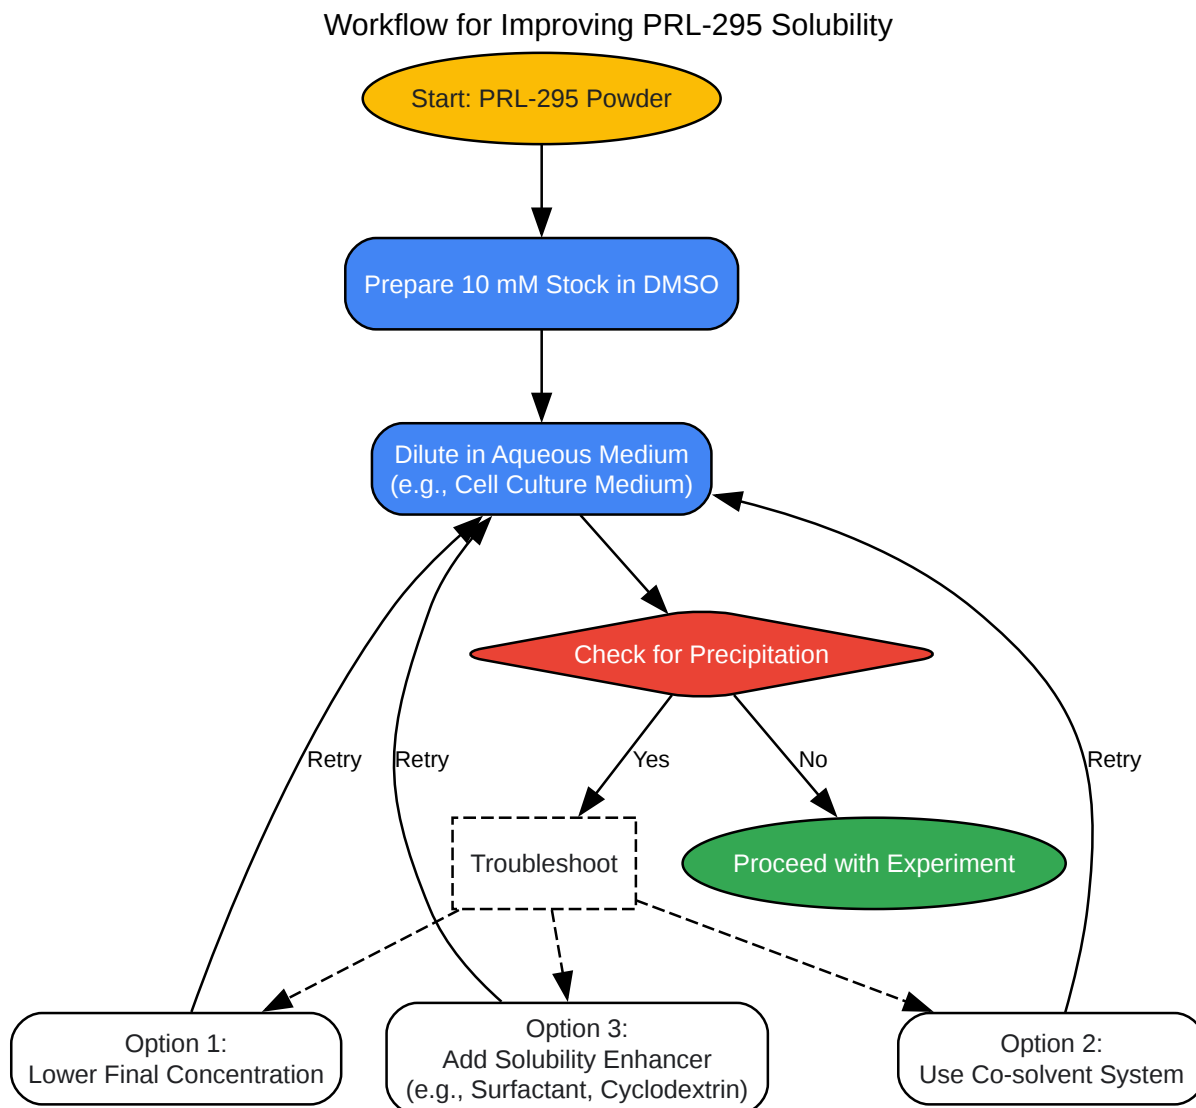 Workflow for Improving PRL-295 Solubility
Start: PRL-295 Powder
Prepare 10 mM Stock in DMSO
Dilute in Aqueous Medium
(e.g., Cell Culture Medium)
Check for Precipitation
Retry
Retry
Yes
No
Retry
Troubleshoot
Proceed with Experiment
Option 1:
Lower Final Concentration
Option 3:
Add Solubility Enhancer
(e.g., Surfactant, Cyclodextrin)
Option 2:
Use Co-solvent System